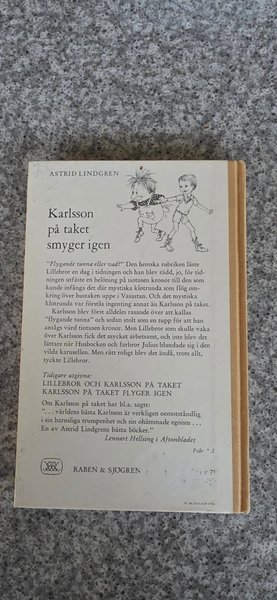 ASTRID LINDGREN
Karlsson
på taket
smyger igen
"Flygande tunna eller vad?" Den hemska rubriken läste
Lillebror en dag i tidningen och han blev rädd, jo, för tid-
ningen utfäste en belöning på tiotusen kronor till den som
kunde infånga det där mystiska klotrunda som flög om-
kring över hustaken uppe i Vasastan. Och det mystiska
klotrunda var förstås ingenting annat än Karlsson på taket.
Karlsson blev först alldeles rasande över att kallas
"flygande tunna" och sedan stolt som en tupp för att han
ansågs värd tiotusen kronor. Men Lillebror som skulle vaka
över Karlsson fick det mycket arbetsamt, och inte blev det
lättare när Husbocken och farbror Julius blandade sig i den
vilda karusellen. Men rätt roligt blev det ändå, trots allt,
tyckte Lillebror.
Tidigare utgivna:
LILLEBROR OCH KARLSSON PÅ TAKET
KARLSSON PÅ TAKET FLYGER IGEN
Om Karlsson på taket har bl.a. sagts:
"... världens bästa Karlsson är verkligen oemotståndlig
i sin barnsliga trumpenhet och sin ohämmade egoism...
En av Astrid Lindgrens bästa böcker."
Lennart Hellsing i Aftonbladet
Från
RABÉN & SJÖGREN